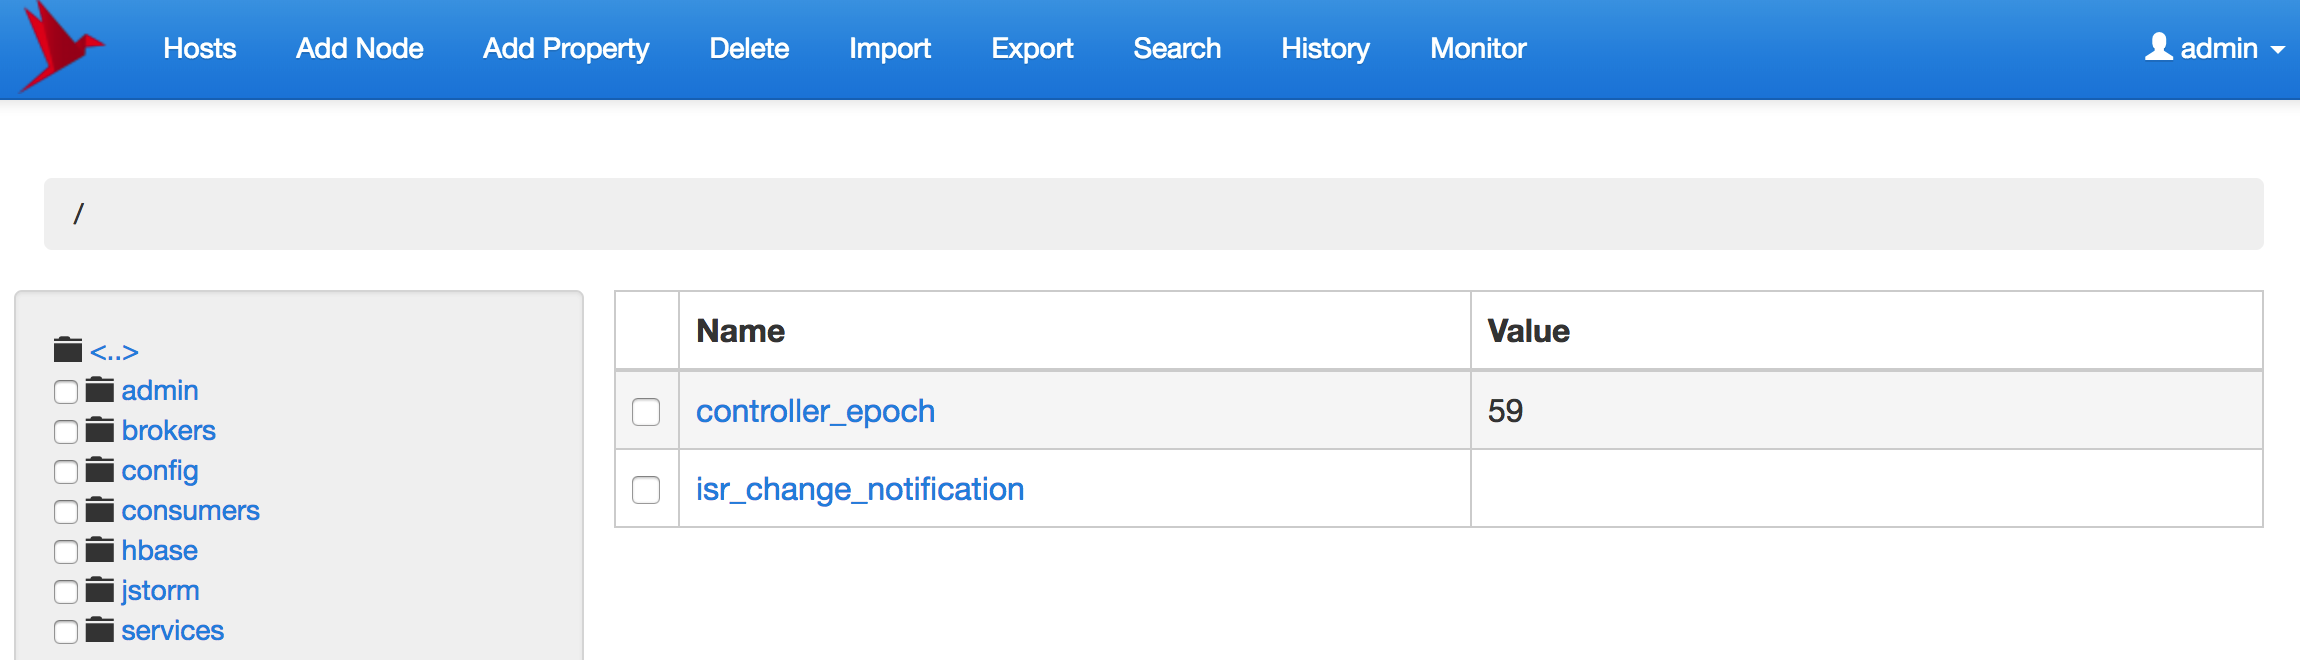 Hosts Add Node Add Property Delete Import Export Search History Monitor admin
/
<..>
admin
brokers
config
consumers
hbase
jstorm
services
Name Value
controller_epoch 59
isr_change_notification